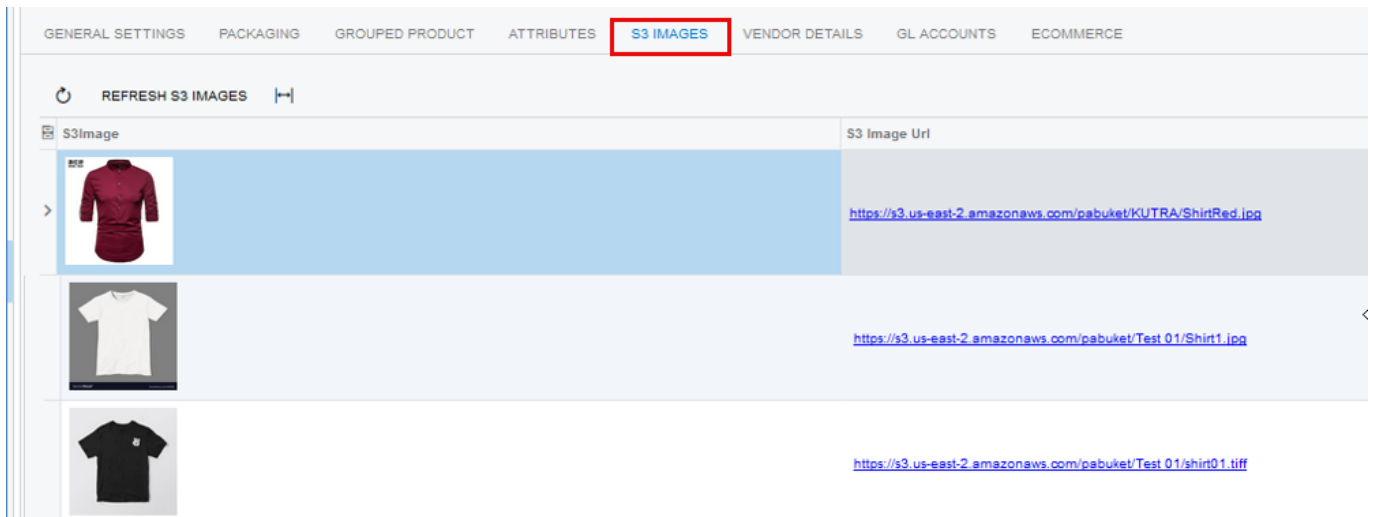 GENERAL SETTINGS PACKAGING GROUPED PRODUCT ATTRIBUTES S3 IMAGES VENDOR DETAILS GL ACCOUNTS ECOMMERCE
REFRESH S3 IMAGES
S3Image S3 Image Url
https://s3.us-east-2.amazonaws.com/pabuket/KUTRA/ShirtRed.jpg
https://s3.us-east-2.amazonaws.com/pabuket/Test 01/Shirt1.jpg
https://s3.us-east-2.amazonaws.com/pabuket/Test 01/shirt01.tiff